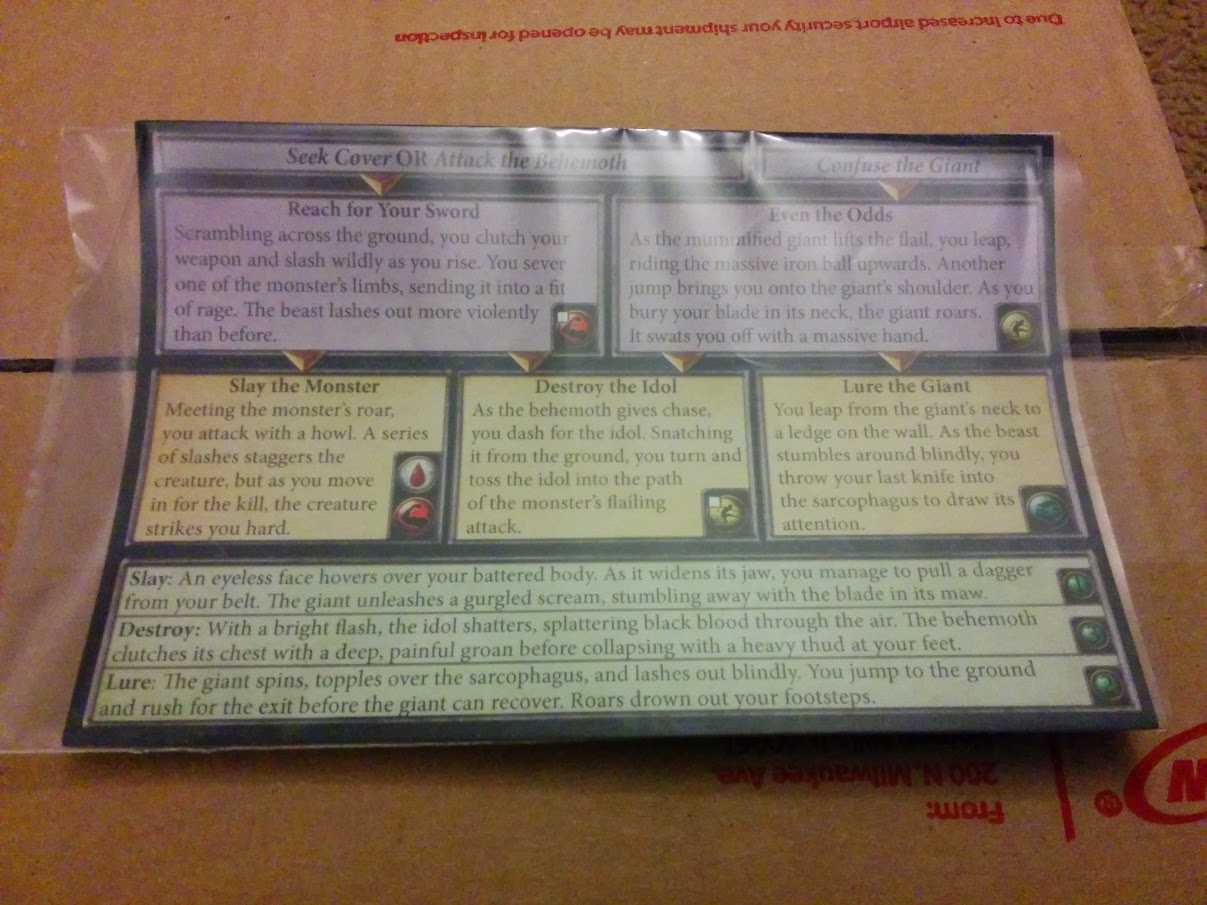 Due to increased airport security your shipment may be opened for inspection
Seek Cover OR Attack the Behemoth
Confuse the Giant
Reach for Your Sword
Scrambling across the ground, you clutch your
weapon and slash wildly as you rise. You sever
one of the monster's limbs, sending it into a fit
of rage. The beast lashes out more violently
than before.
Even the Odds
As the mummified giant lifts the flail, you leap,
riding the massive iron ball upwards. Another
jump brings you onto the giant's shoulder. As you
bury your blade in its neck, the giant roars.
It swats you off with a massive hand.
Slay the Monster
Meeting the monster's roar,
you attack with a howl. A series
of slashes staggers the
creature, but as you move
in for the kill, the creature
strikes you hard.
Destroy the Idol
As the behemoth gives chase,
you dash for the idol. Snatching
it from the ground, you turn and
toss the idol into the path
of the monster's flailing
attack.
Lure the Giant
You leap from the giant's neck to
a ledge on the wall. As the beast
stumbles around blindly, you
throw your last knife into
the sarcophagus to draw its
attention.
Slay: An eyeless face hovers over your battered body. As it widens its jaw, you manage to pull a dagger
from your belt. The giant unleashes a gurgled scream, stumbling away with the blade in its maw.
Destroy: With a bright flash, the idol shatters, splattering black blood through the air. The behemoth
clutches its chest with a deep, painful groan before collapsing with a heavy thud at your feet.
Lure: The giant spins, topples over the sarcophagus, and lashes out blindly. You jump to the ground
and rush for the exit before the giant can recover. Roars drown out your footsteps.
From:
200 N. Milwaukee Ave.